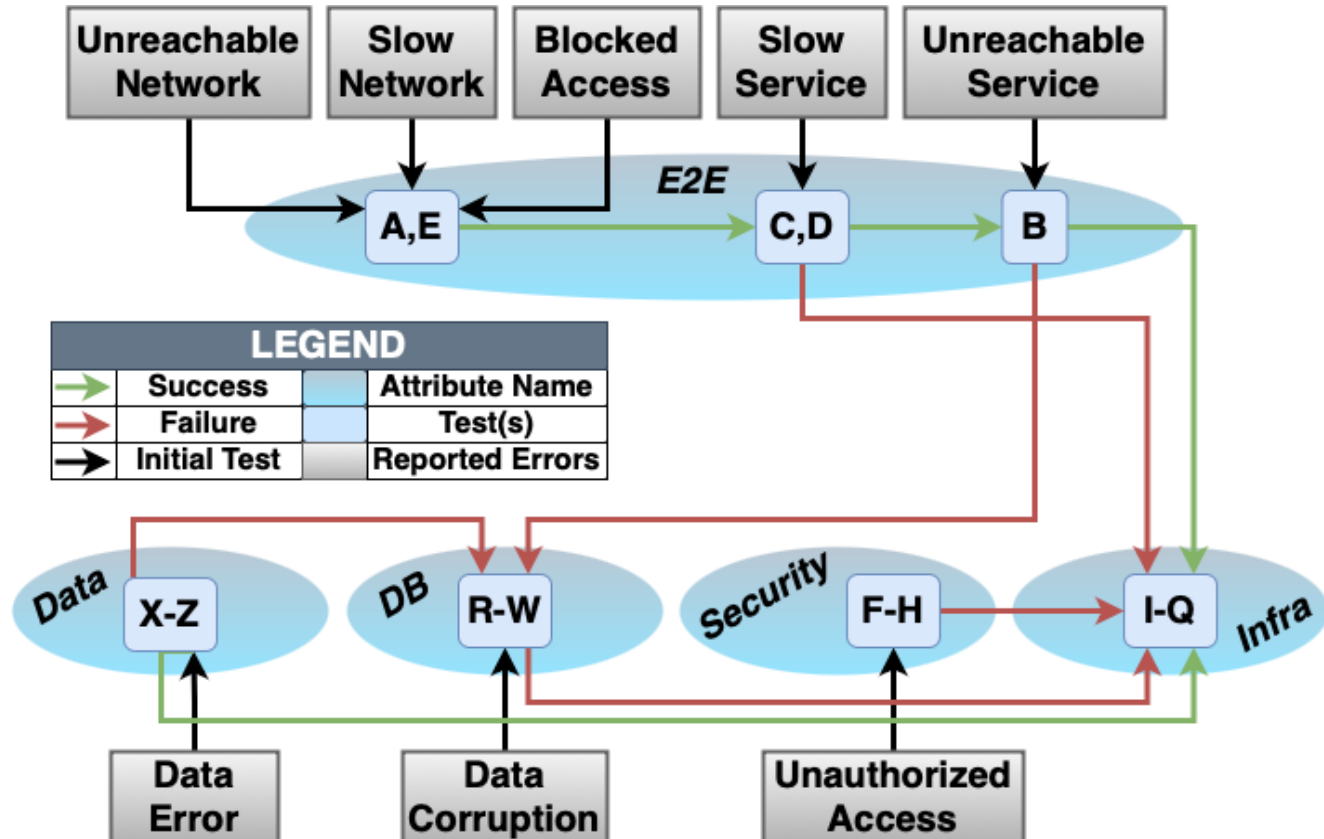 Unreachable
Network
Slow
Network
Blocked
Access
Slow
Service
Unreachable
Service
E2E
A,E
C,D
B
LEGEND
Success
Attribute Name
Failure
Test(s)
Initial Test
Reported Errors
Data
X-Z
DB
R-W
Security
F-H
I-Q
Infra
Data
Error
Data
Corruption
Unauthorized
Access